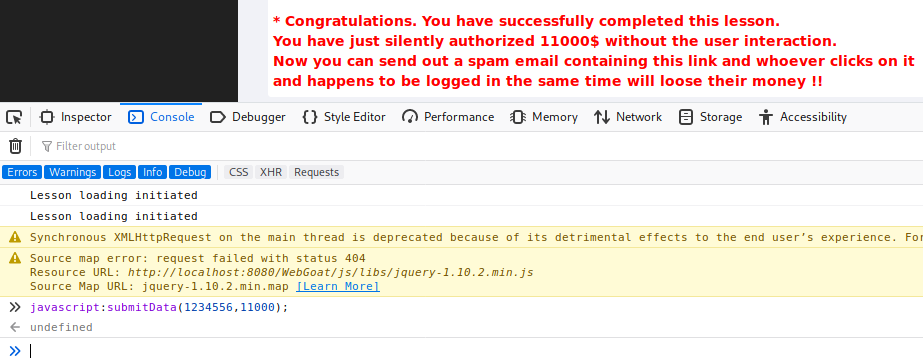 * Congratulations. You have successfully completed this lesson.
You have just silently authorized 11000$ without the user interaction.
Now you can send out a spam email containing this link and whoever clicks on it
and happens to be logged in the same time will loose their money !!
Inspector Console Debugger Style Editor Performance Memory Network Storage Accessibility
Filter output
Errors Warnings Logs Info Debug CSS XHR Requests
Lesson loading initiated
Lesson loading initiated
Synchronous XMLHttpRequest on the main thread is deprecated because of its detrimental effects to the end user’s experience. For
Source map error: request failed with status 404
Resource URL: http://localhost:8080/WebGoat/js/libs/jquery-1.10.2.min.js
Source Map URL: jquery-1.10.2.min.map [Learn More]
javascript:submitData(1234556,11000);
undefined